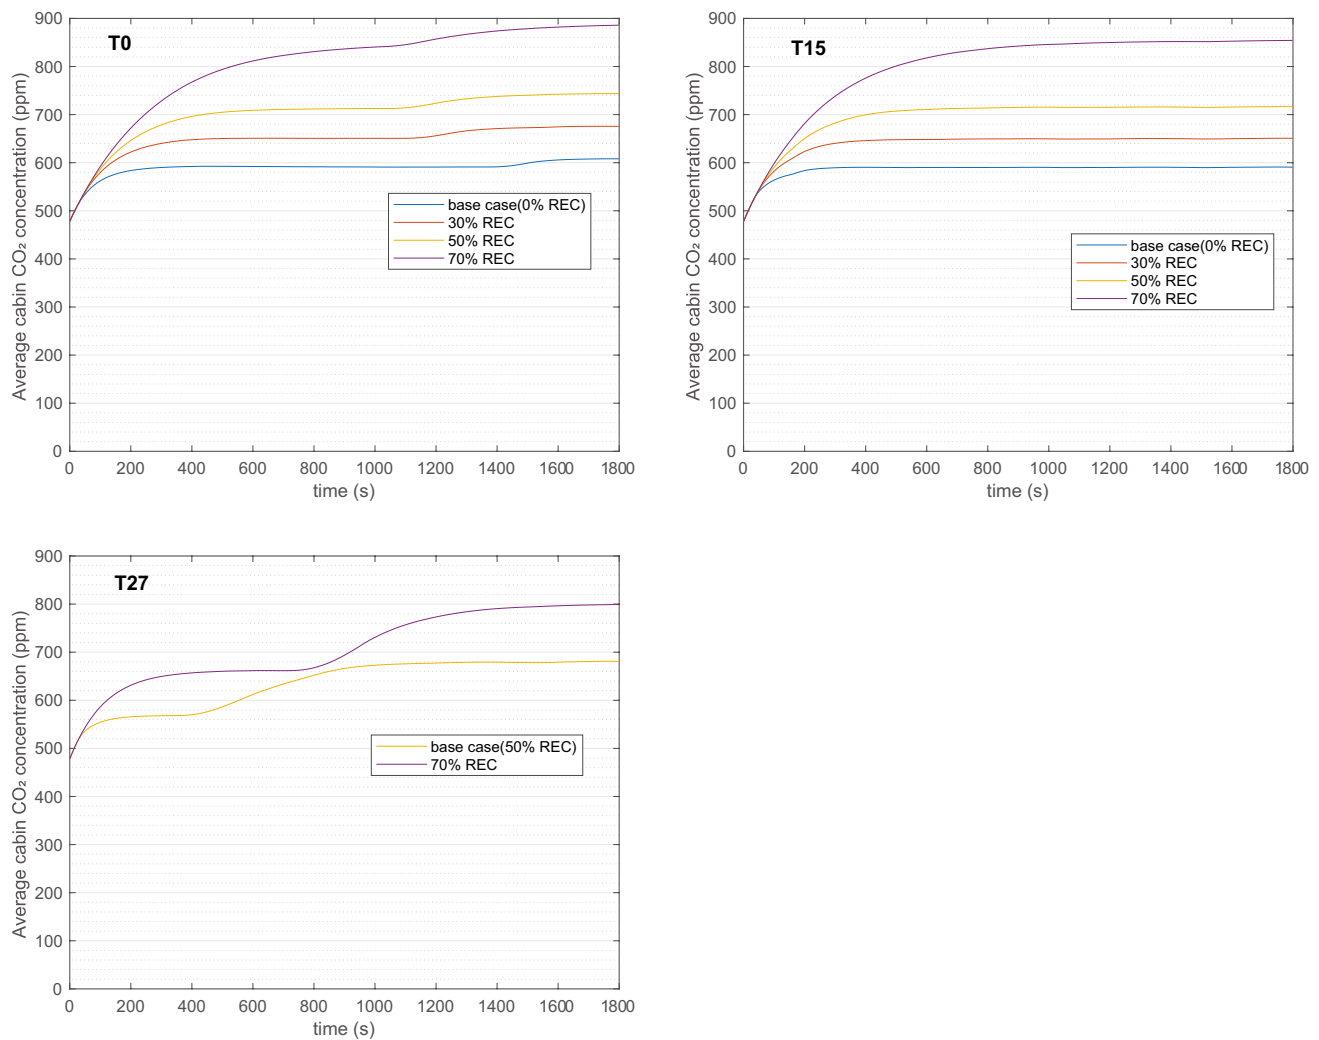 T0
Average cabin CO₂ concentration (ppm)
900
800
700
600
500
400
300
200
100
0
base case(0% REC)
30% REC
50% REC
70% REC
0 200 400 600 800 1000 1200 1400 1600 1800
time (s)
T15
Average cabin CO₂ concentration (ppm)
900
800
700
600
500
400
300
200
100
0
base case(0% REC)
30% REC
50% REC
70% REC
0 200 400 600 800 1000 1200 1400 1600 1800
time (s)
T27
Average cabin CO₂ concentration (ppm)
900
800
700
600
500
400
300
200
100
0
base case(50% REC)
70% REC
0 200 400 600 800 1000 1200 1400 1600 1800
time (s)